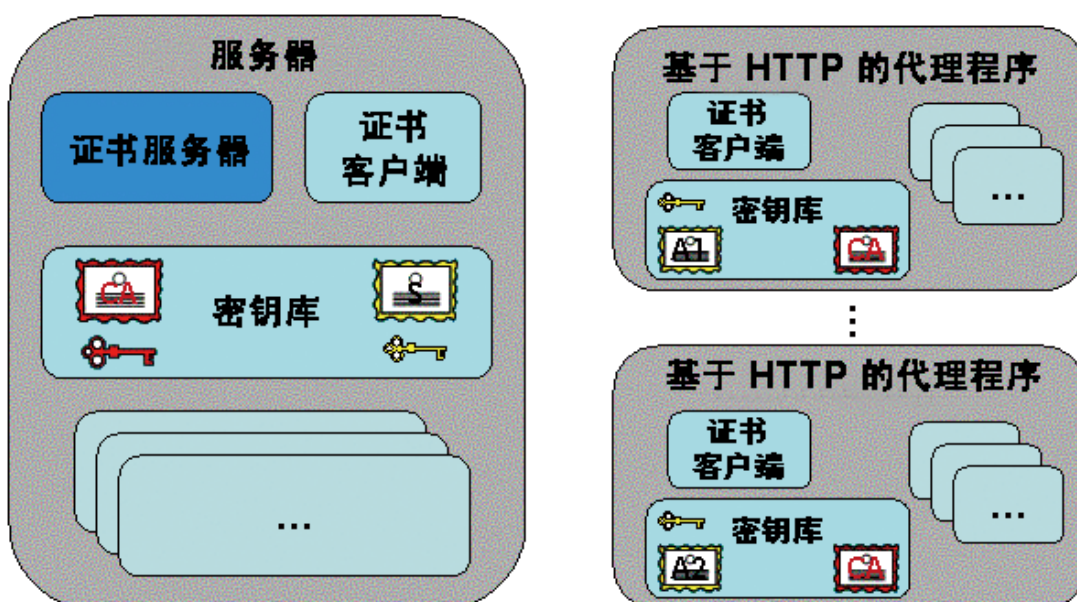 服务器
证书服务器
证书
客户端
CA
密钥库
S
...
基于 HTTP 的代理程序
证书
客户端
...
密钥库
A1
CA
⋮
基于 HTTP 的代理程序
证书
客户端
...
密钥库
A2
CA